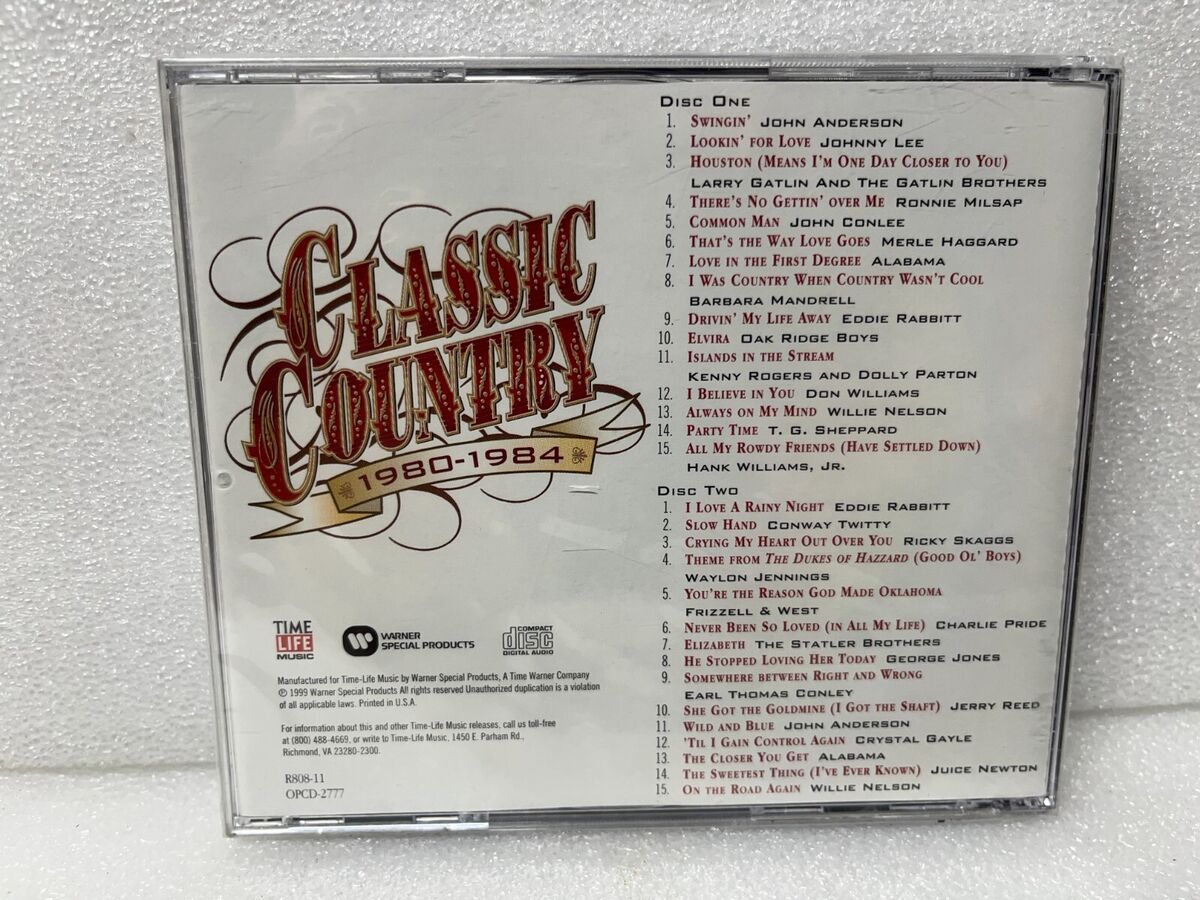 CLASSIC
COUNTRY
1980-1984
TIME
LIFE
MUSIC
WARNER
SPECIAL PRODUCTS
COMPACT
disc
DIGITAL AUDIO
Manufactured for Time-Life Music by Warner Special Products, A Time Warner Company
℗ 1999 Warner Special Products All rights reserved Unauthorized duplication is a violation
of all applicable laws. Printed in U.S.A.
For information about this and other Time-Life Music releases, call us toll-free
at (800) 488-4669, or write to Time-Life Music, 1450 E. Parham Rd.,
Richmond, VA 23280-2300.
R808-11
OPCD-2777
Disc One
1. Swingin' John Anderson
2. Lookin' for Love Johnny Lee
3. Houston (Means I'm One Day Closer to You)
Larry Gatlin And The Gatlin Brothers
4. There's No Gettin' over Me Ronnie Milsap
5. Common Man John Conlee
6. That's the Way Love Goes Merle Haggard
7. Love in the First Degree Alabama
8. I Was Country When Country Wasn't Cool
Barbara Mandrell
9. Drivin' My Life Away Eddie Rabbitt
10. Elvira Oak Ridge Boys
11. Islands in the Stream
Kenny Rogers and Dolly Parton
12. I Believe in You Don Williams
13. Always on My Mind Willie Nelson
14. Party Time T. G. Sheppard
15. All My Rowdy Friends (Have Settled Down)
Hank Williams, Jr.
Disc Two
1. I Love A Rainy Night Eddie Rabbitt
2. Slow Hand Conway Twitty
3. Crying My Heart Out Over You Ricky Skaggs
4. Theme from The Dukes of Hazzard (Good Ol' Boys)
Waylon Jennings
5. You're the Reason God Made Oklahoma
Frizzell & West
6. Never Been So Loved (In All My Life) Charlie Pride
7. Elizabeth The Statler Brothers
8. He Stopped Loving Her Today George Jones
9. Somewhere between Right and Wrong
Earl Thomas Conley
10. She Got the Goldmine (I Got the Shaft) Jerry Reed
11. Wild and Blue John Anderson
12. 'Til I Gain Control Again Crystal Gayle
13. The Closer You Get Alabama
14. The Sweetest Thing (I've Ever Known) Juice Newton
15. On the Road Again Willie Nelson